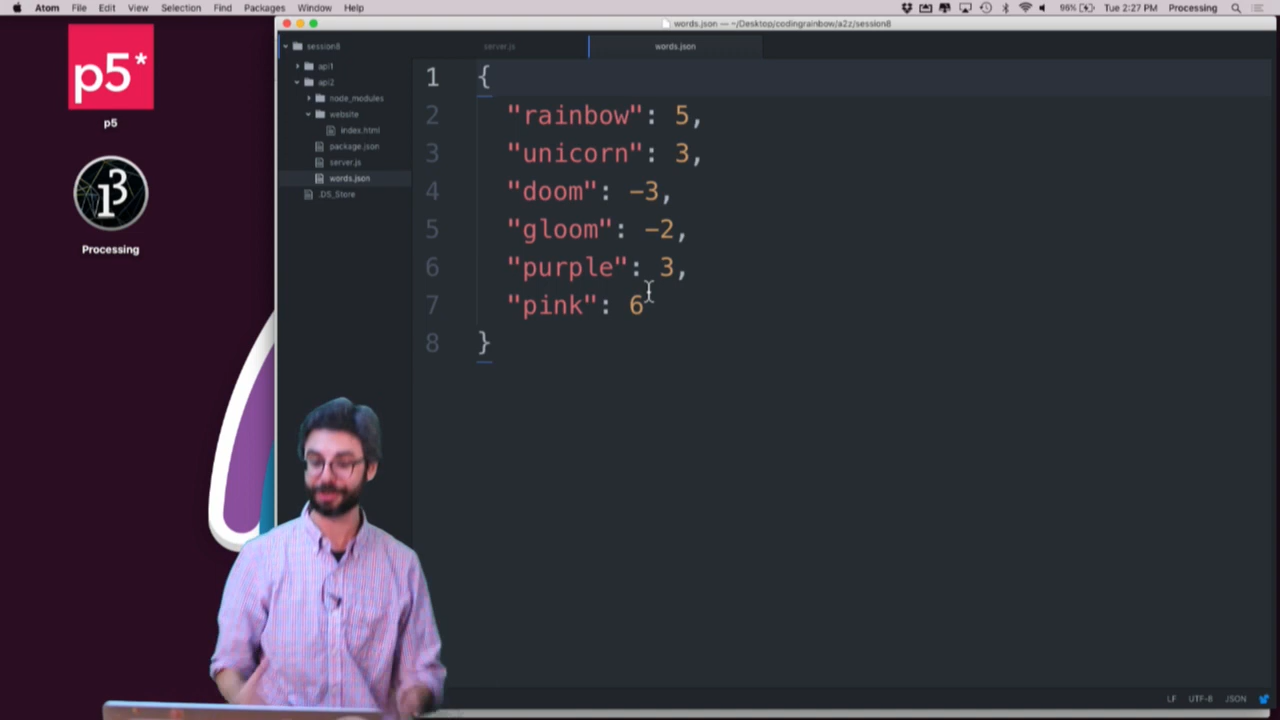 Atom File Edit View Selection Find Packages Window Help 96% Tue 2:27 PM Processing
words.json — ~/Desktop/codingrainbow/a2z/session8
session8 server.js words.json
api1
api2
node_modules
website
index.html
package.json
server.js
words.json
.DS_Store
p5*
p5
Processing
1 {
2 "rainbow": 5,
3 "unicorn": 3,
4 "doom": -3,
5 "gloom": -2,
6 "purple": 3,
7 "pink": 6
8 }
LF UTF-8 JSON